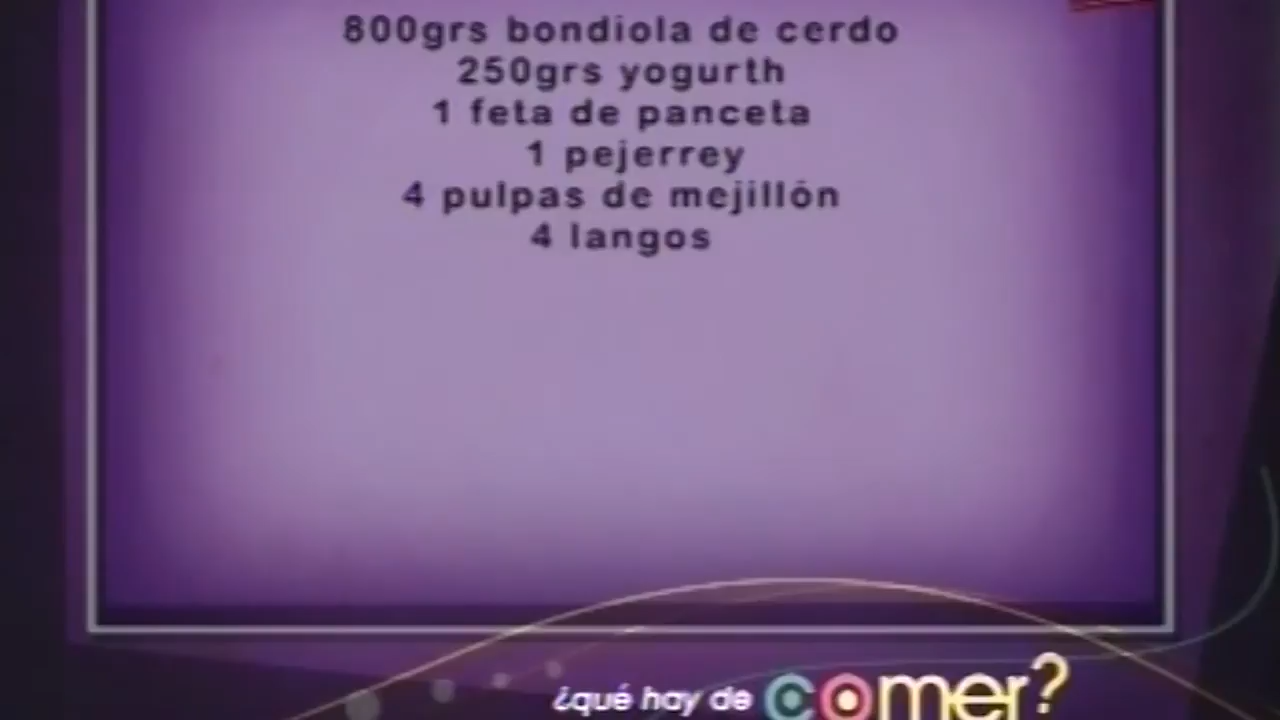 800grs bondiola de cerdo
250grs yogurth
1 feta de panceta
1 pejerrey
4 pulpas de mejillón
4 langos
¿qué hay de comer?